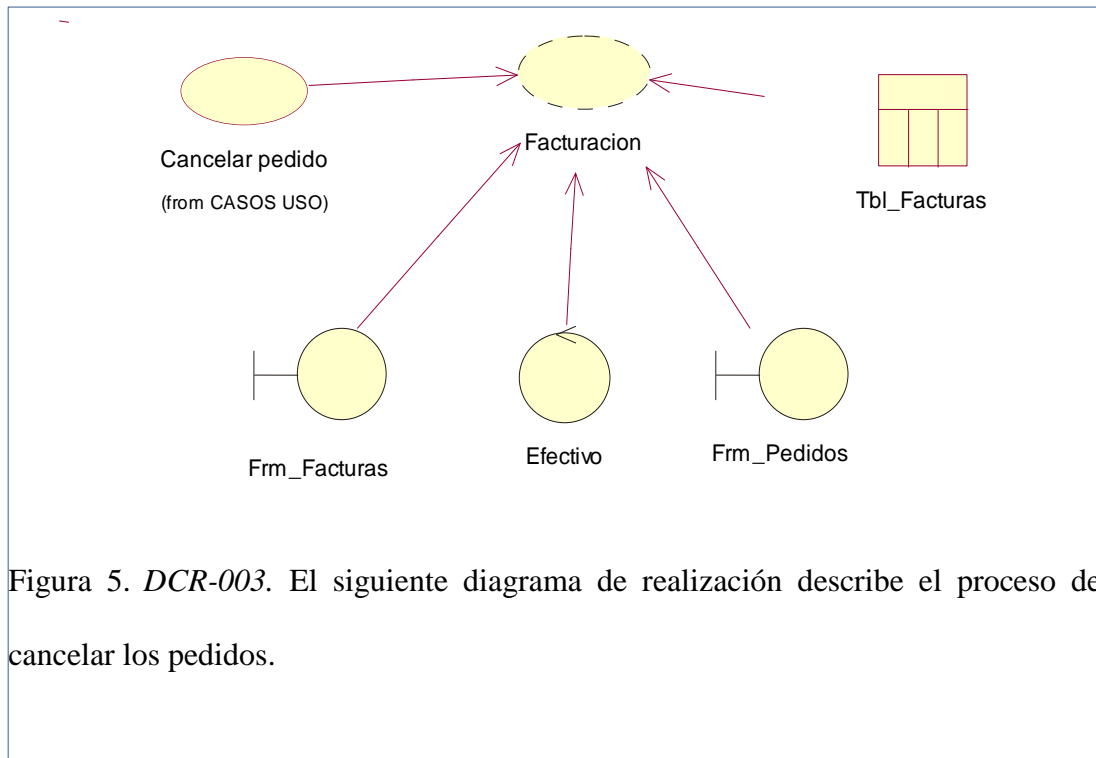 Cancelar pedido
(from CASOS USO)
Facturacion
Tbl_Facturas
Frm_Facturas
Efectivo
Frm_Pedidos
Figura 5. DCR-003. El siguiente diagrama de realización describe el proceso de
cancelar los pedidos.